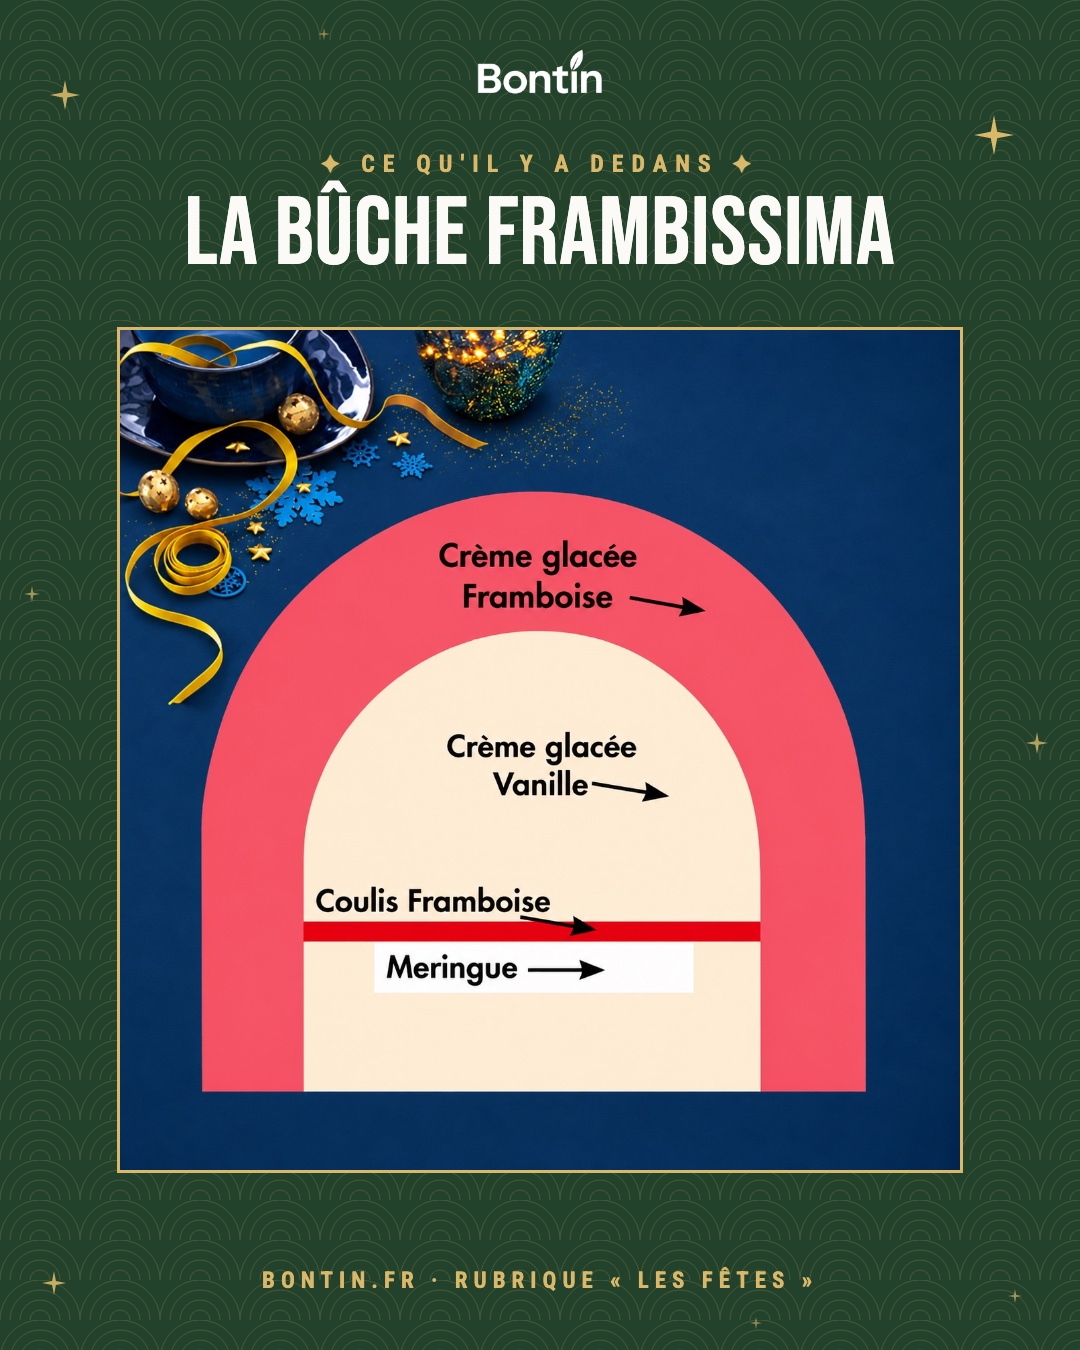 Bontin
✦ CE QU'IL Y A DEDANS ✦
LA BÛCHE FRAMBISSIMA
Crème glacée
Framboise
Crème glacée
Vanille
Coulis Framboise
Meringue
BONTIN.FR · RUBRIQUE « LES FÊTES »